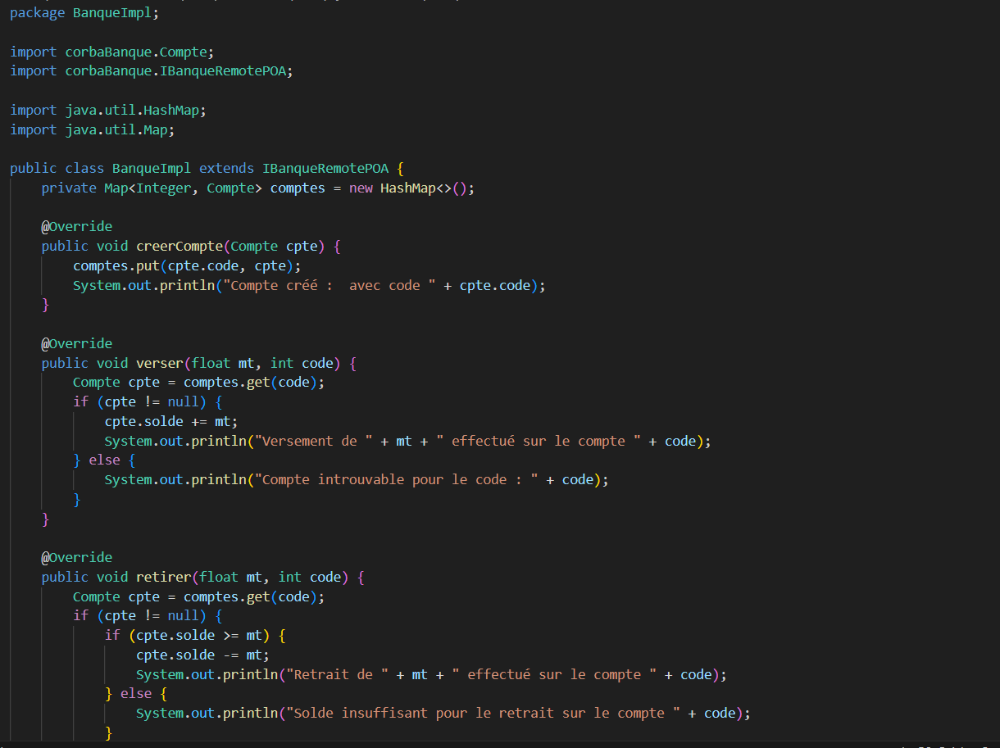 package BanqueImpl;
import corbaBanque.Compte;
import corbaBanque.IBanqueRemotePOA;
import java.util.HashMap;
import java.util.Map;
public class BanqueImpl extends IBanqueRemotePOA {
    private Map<Integer, Compte> comptes = new HashMap<>();
    @Override
    public void creerCompte(Compte cpte) {
        comptes.put(cpte.code, cpte);
        System.out.println("Compte créé :  avec code " + cpte.code);
    }
    @Override
    public void verser(float mt, int code) {
        Compte cpte = comptes.get(code);
        if (cpte != null) {
            cpte.solde += mt;
            System.out.println("Versement de " + mt + " effectué sur le compte " + code);
        } else {
            System.out.println("Compte introuvable pour le code : " + code);
        }
    }
    @Override
    public void retirer(float mt, int code) {
        Compte cpte = comptes.get(code);
        if (cpte != null) {
            if (cpte.solde >= mt) {
                cpte.solde -= mt;
                System.out.println("Retrait de " + mt + " effectué sur le compte " + code);
            } else {
                System.out.println("Solde insuffisant pour le retrait sur le compte " + code);
            }